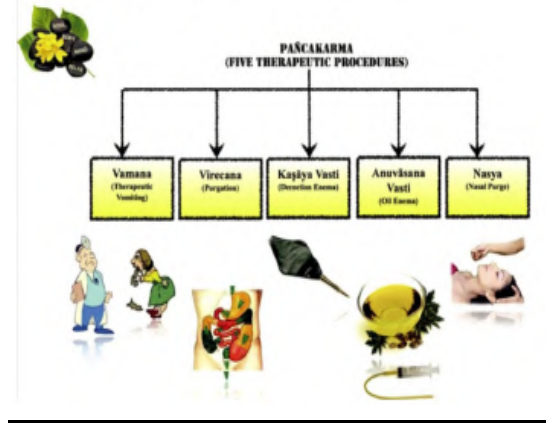 PAÑCAKARMA
(FIVE THERAPEUTIC PROCEDURES)
Vamana
(Therapeutic
Vomiting)
Virecana
(Purgation)
Kaṣāya Vasti
(Decoction Enema)
Anuvāsana
Vasti
(Oil Enema)
Nasya
(Nasal Purge)